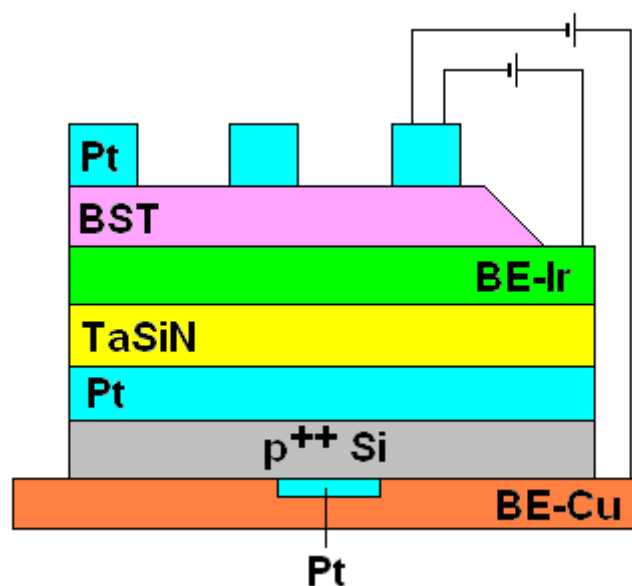 Pt
BST
BE-Ir
TaSiN
Pt
p++ Si
BE-Cu
Pt